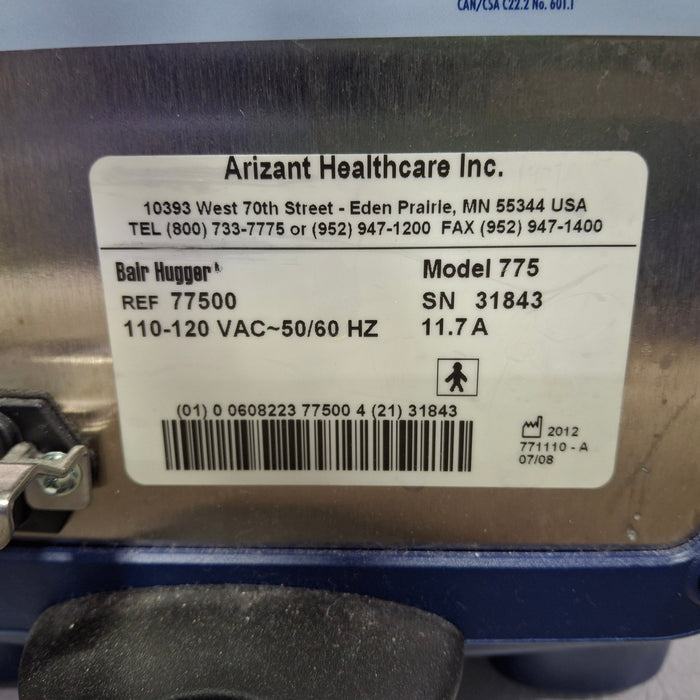 CAN/CSA C22.2 No. 601.1
Arizant Healthcare Inc.
10393 West 70th Street - Eden Prairie, MN 55344 USA
TEL (800) 733-7775 or (952) 947-1200 FAX (952) 947-1400
Bair Hugger
Model 775
REF 77500
SN 31843
110-120 VAC~50/60 HZ
11.7 A
(01) 0 0608223 77500 4 (21) 31843
2012
771110 - A
07/08